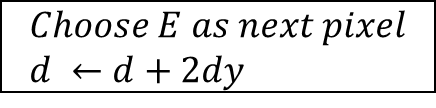 Choose E as next pixel
d ← d + 2dy